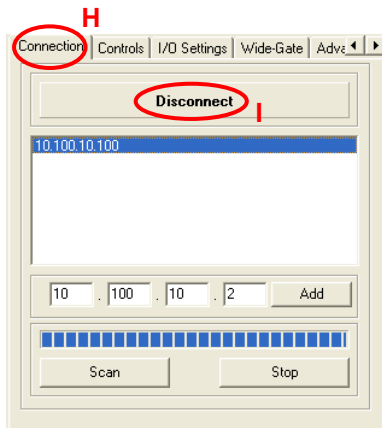 H
Connection Controls I/O Settings Wide-Gate Adva
Disconnect
I
10.100.10.100
10 . 100 . 10 . 2 Add
Scan Stop